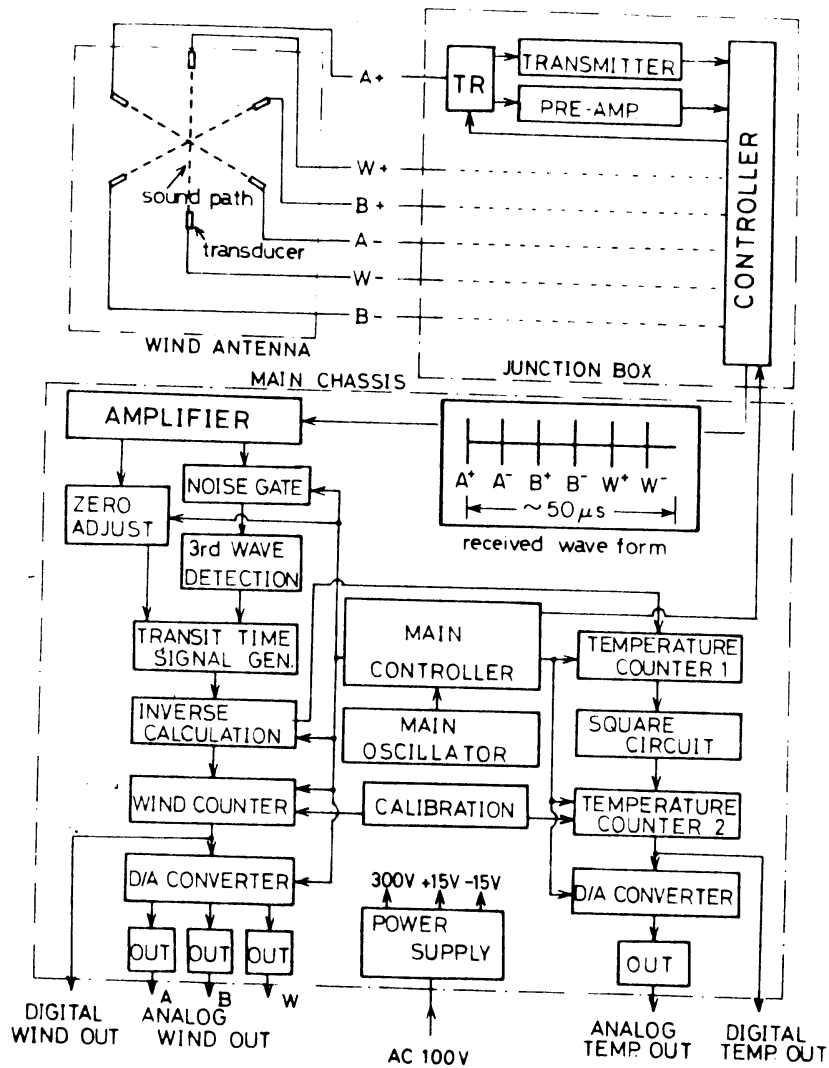 A+
W+
B+
A-
W-
B-
sound path
transducer
WIND ANTENNA
TR
TRANSMITTER
PRE-AMP.
CONTROLLER
JUNCTION BOX
MAIN CHASSIS
AMPLIFIER
NOISE GATE
ZERO
ADJUST
3rd WAVE
DETECTION
TRANSIT TIME
SIGNAL GEN.
INVERSE
CALCULATION
WIND COUNTER
D/A CONVERTER
OUT
OUT
OUT
A
B
W
DIGITAL
WIND OUT
ANALOG
WIND OUT
A+ A- B+ B- W+ W-
~50μs
received wave form
MAIN
CONTROLLER
MAIN
OSCILLATOR
CALIBRATION
300V +15V -15V
POWER
SUPPLY
AC 100V
TEMPERATURE
COUNTER 1
SQUARE
CIRCUIT
TEMPERATURE
COUNTER 2
D/A CONVERTER
OUT
ANALOG
TEMP. OUT
DIGITAL
TEMP. OUT